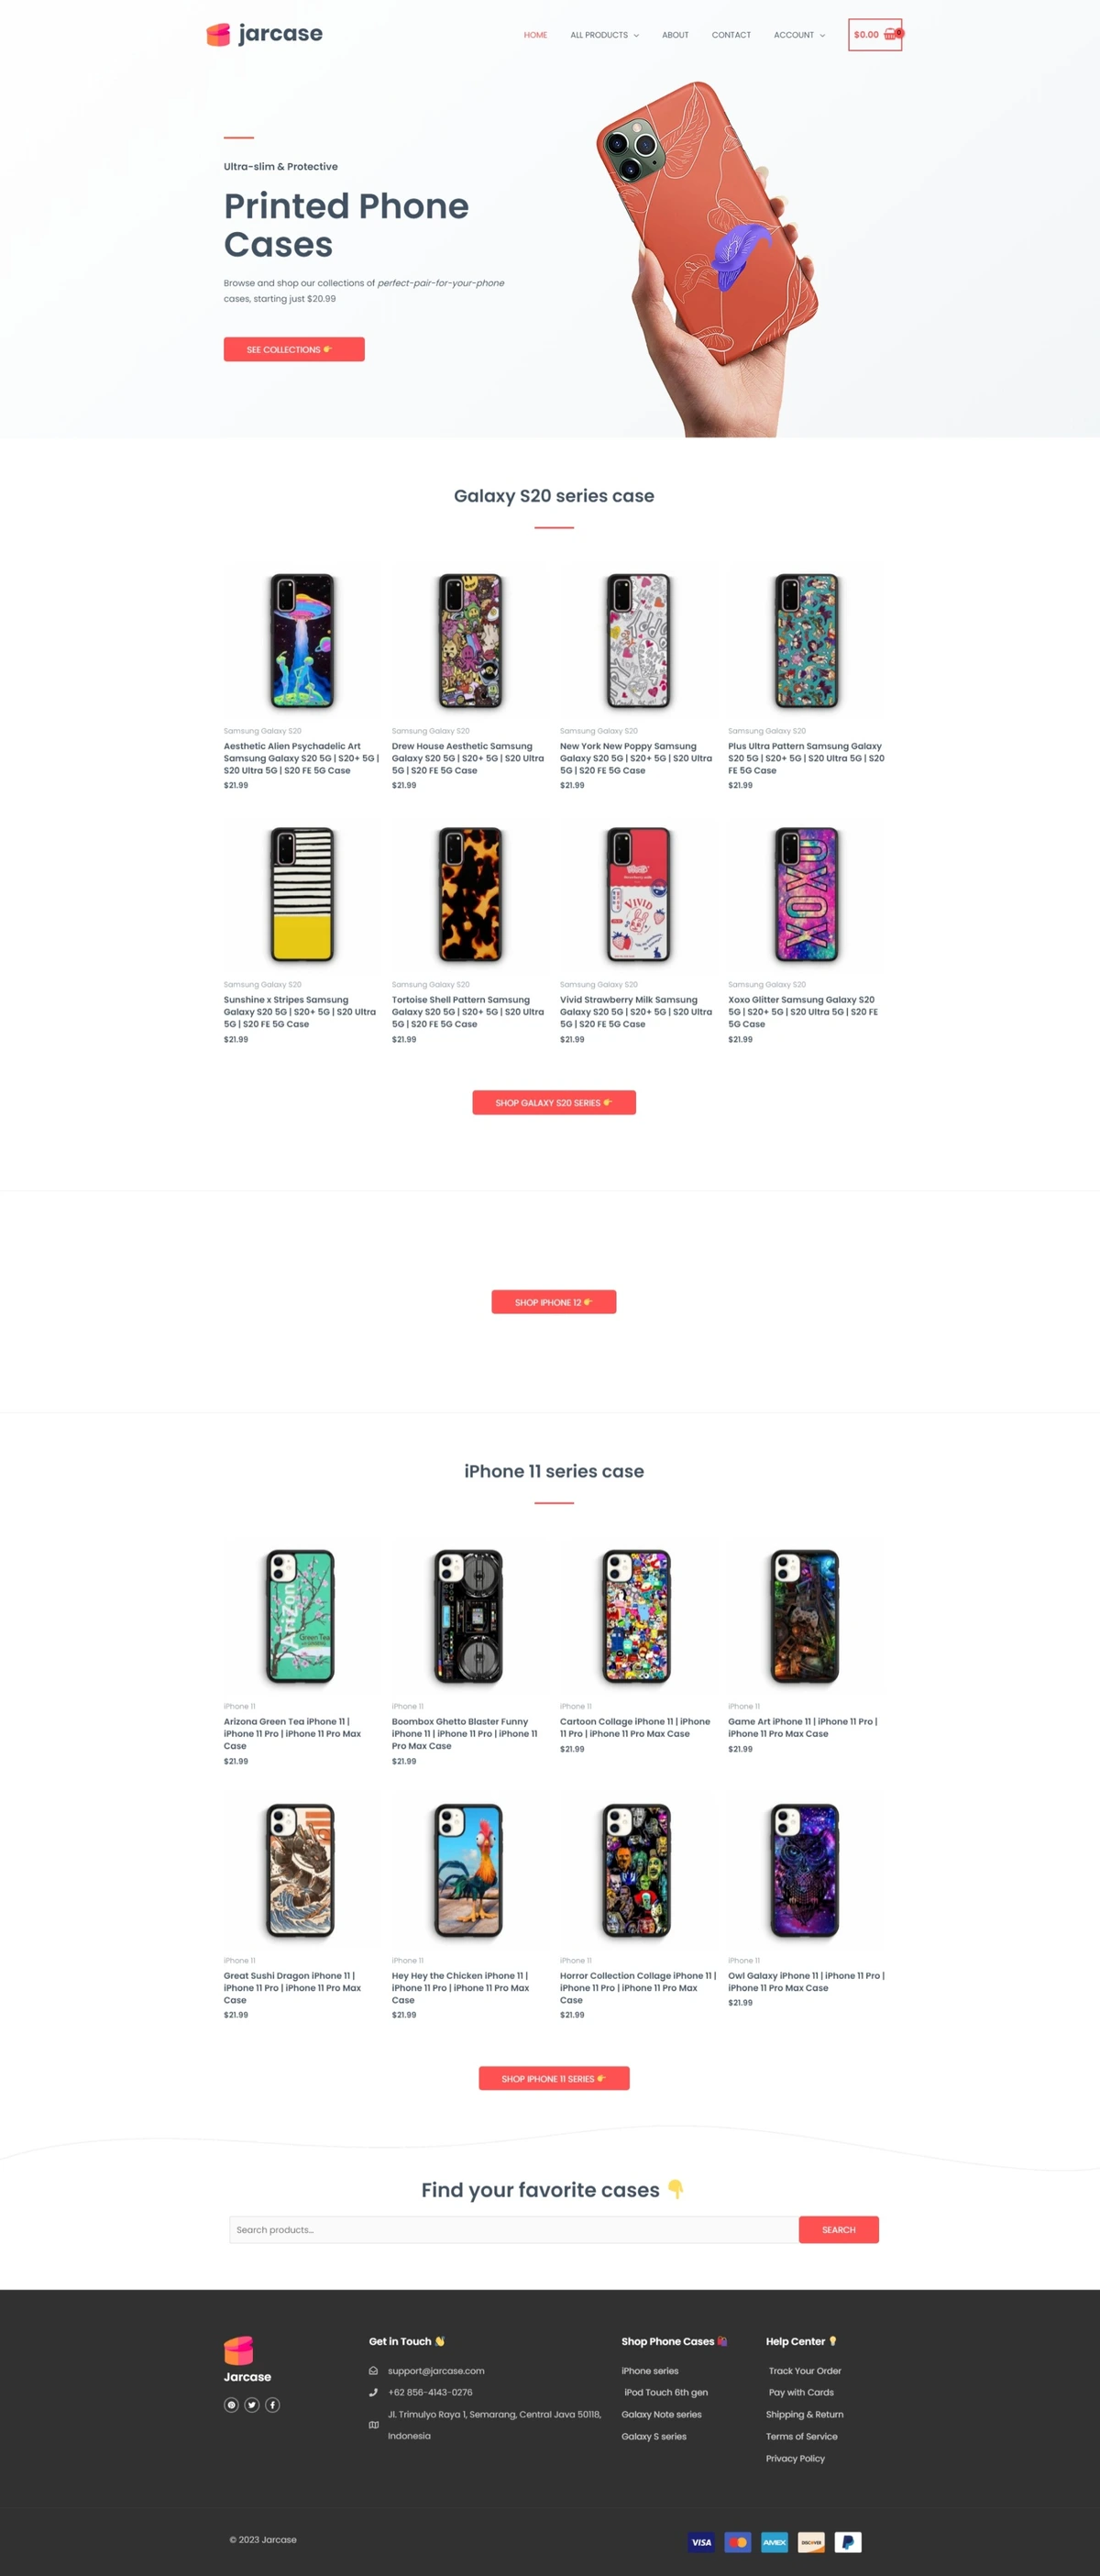 jarcase
HOME
ALL PRODUCTS
ABOUT
CONTACT
ACCOUNT
$0.00
0
Ultra-slim & Protective
Printed Phone
Cases
Browse and shop our collections of perfect-pair-for-your-phone
cases, starting just $20.99
SEE COLLECTIONS 👉
Galaxy S20 series case
Samsung Galaxy S20
Aesthetic Alien Psychadelic Art
Samsung Galaxy S20 5G | S20+ 5G |
S20 Ultra 5G | S20 FE 5G Case
$21.99
Samsung Galaxy S20
Drew House Aesthetic Samsung
Galaxy S20 5G | S20+ 5G | S20 Ultra
5G | S20 FE 5G Case
$21.99
Samsung Galaxy S20
New York New Poppy Samsung
Galaxy S20 5G | S20+ 5G | S20 Ultra
5G | S20 FE 5G Case
$21.99
Samsung Galaxy S20
Plus Ultra Pattern Samsung Galaxy
S20 5G | S20+ 5G | S20 Ultra 5G | S20
FE 5G Case
$21.99
VIVID
XOXO
Samsung Galaxy S20
Sunshine x Stripes Samsung
Galaxy S20 5G | S20+ 5G | S20 Ultra
5G | S20 FE 5G Case
$21.99
Samsung Galaxy S20
Tortoise Shell Pattern Samsung
Galaxy S20 5G | S20+ 5G | S20 Ultra
5G | S20 FE 5G Case
$21.99
Samsung Galaxy S20
Vivid Strawberry Milk Samsung
Galaxy S20 5G | S20+ 5G | S20 Ultra
5G | S20 FE 5G Case
$21.99
Samsung Galaxy S20
Xoxo Glitter Samsung Galaxy S20
5G | S20+ 5G | S20 Ultra 5G | S20 FE
5G Case
$21.99
SHOP GALAXY S20 SERIES 👉
SHOP IPHONE 12 👉
iPhone 11 series case
AriZona
Green Tea
iPhone 11
Arizona Green Tea iPhone 11 |
iPhone 11 Pro | iPhone 11 Pro Max
Case
$21.99
iPhone 11
Boombox Ghetto Blaster Funny
iPhone 11 | iPhone 11 Pro | iPhone 11
Pro Max Case
$21.99
iPhone 11
Cartoon Collage iPhone 11 | iPhone
11 Pro | iPhone 11 Pro Max Case
$21.99
iPhone 11
Game Art iPhone 11 | iPhone 11 Pro |
iPhone 11 Pro Max Case
$21.99
iPhone 11
Great Sushi Dragon iPhone 11 |
iPhone 11 Pro | iPhone 11 Pro Max
Case
$21.99
iPhone 11
Hey Hey the Chicken iPhone 11 |
iPhone 11 Pro | iPhone 11 Pro Max
Case
$21.99
iPhone 11
Horror Collection Collage iPhone 11 |
iPhone 11 Pro | iPhone 11 Pro Max
Case
$21.99
iPhone 11
Owl Galaxy iPhone 11 | iPhone 11 Pro |
iPhone 11 Pro Max Case
$21.99
SHOP IPHONE 11 SERIES 👉
Find your favorite cases 👇
Search products...
SEARCH
Jarcase
Get in Touch 👋
support@jarcase.com
+62 856-4143-0276
Jl. Trimulyo Raya 1, Semarang, Central Java 50118,
Indonesia
Shop Phone Cases 🛍
iPhone series
iPod Touch 6th gen
Galaxy Note series
Galaxy S series
Help Center 💡
Track Your Order
Pay with Cards
Shipping & Return
Terms of Service
Privacy Policy
© 2023 Jarcase
VISA
AMEX
DISCOVER